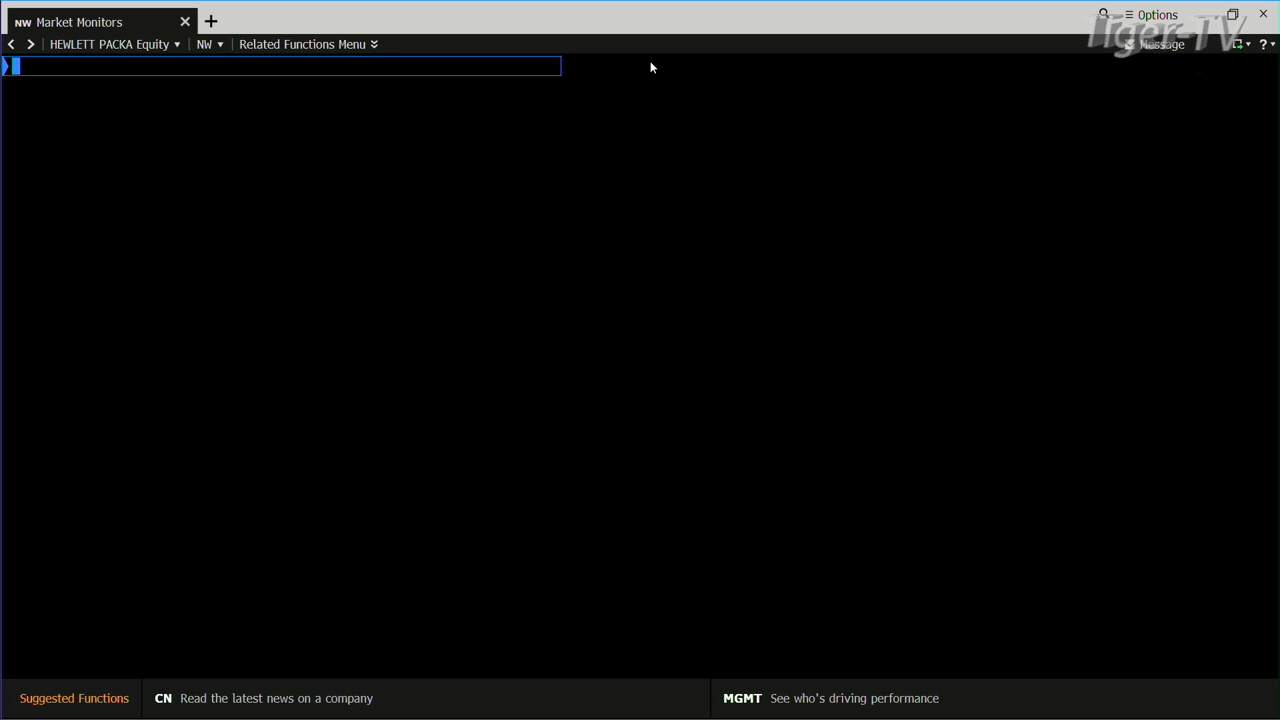 NW Market Monitors
Options
Tiger-TV
HEWLETT PACKA Equity
NW
Related Functions Menu
Message
?
Suggested Functions
CN Read the latest news on a company
MGMT See who's driving performance